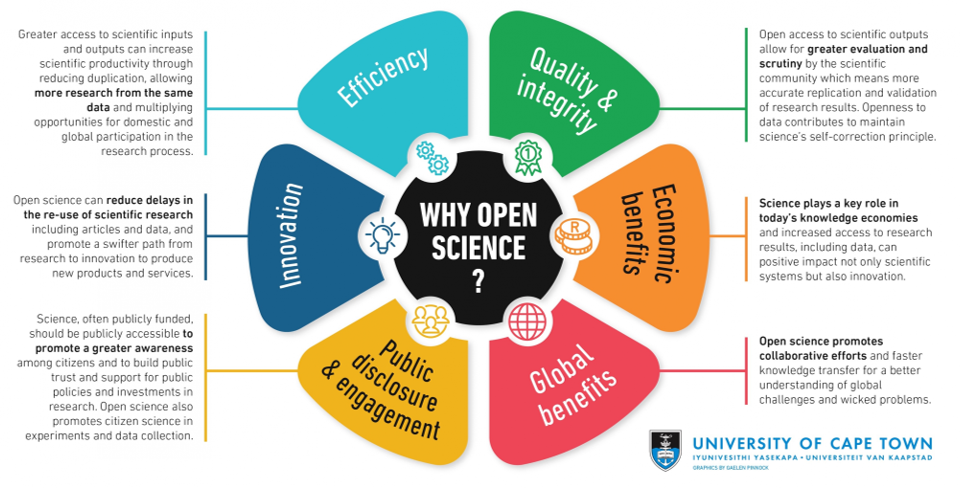 Greater access to scientific inputs
and outputs can increase
scientific productivity through
reducing duplication, allowing
more research from the same
data and multiplying
opportunities for domestic and
global participation in the
research process.
Efficiency
Quality &
integrity
Open access to scientific outputs
allow for greater evaluation and
scrutiny by the scientific
community which means more
accurate replication and validation
of research results. Openness to
data contributes to maintain
science's self-correction principle.
1
Open science can reduce delays in
the re-use of scientific research
including articles and data, and
promote a swifter path from
research to innovation to produce
new products and services.
Innovation
WHY OPEN
SCIENCE
?
R
Economic
benefits
Science plays a key role in
today's knowledge economies
and increased access to research
results, including data, can
positive impact not only scientific
systems but also innovation.
Science, often publicly funded,
should be publicly accessible to
promote a greater awareness
among citizens and to build public
trust and support for public
policies and investments in
research. Open science also
promotes citizen science in
experiments and data collection.
Public
disclosure
& engagement
Global
benefits
Open science promotes
collaborative efforts and faster
knowledge transfer for a better
understanding of global
challenges and wicked problems.
UNIVERSITY OF CAPE TOWN
IYUNIVESITHI YASEKAPA • UNIVERSITEIT VAN KAAPSTAD
GRAPHICS BY GAELEN PINNOCK